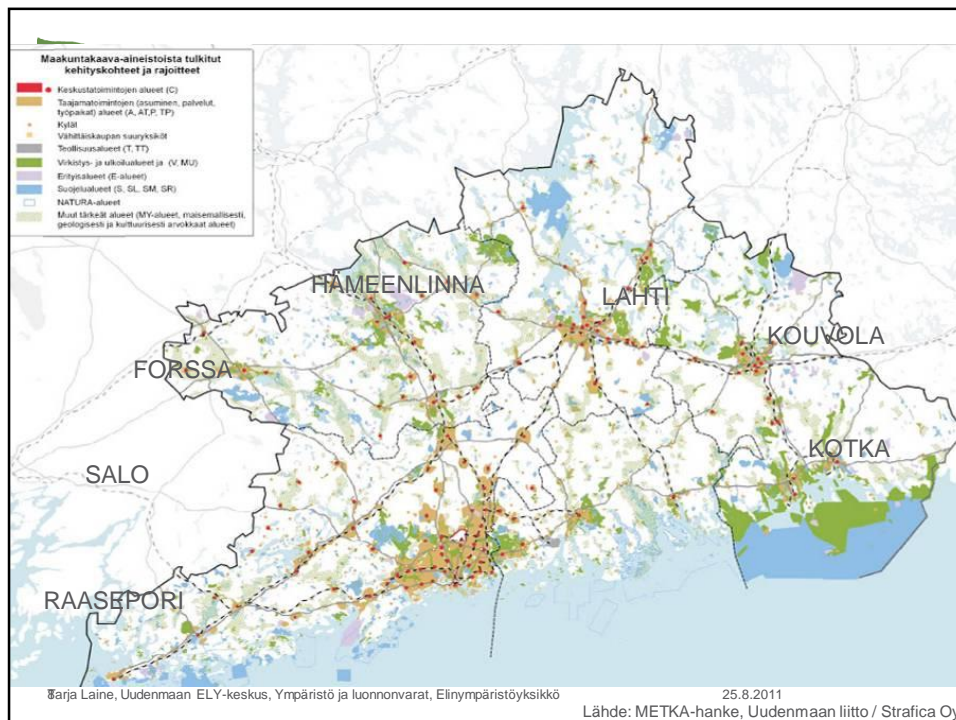 Maakuntakaava-aineistoista tulkitut
kehityskohteet ja rajoitteet
Keskustatoimintojen alueet (C)
Taajamatoimintojen (asuminen, palvelut,
työpaikat) alueet (A, AT,P, TP)
Kylät
Vähittäiskaupan suuryksiköt
Teollisuusalueet (T, TT)
Virkistys- ja ulkoilualueet ja (V, MU)
Erityisalueet (E-alueet)
Suojelualueet (S, SL, SM, SR)
NATURA-alueet
Muut tärkeät alueet (MY-alueet, maisemallisesti,
geologisesti ja kulttuurisesti arvokkaat alueet)
HÄMEENLINNA
LAHTI
KOUVOLA
FORSSA
KOTKA
SALO
RAASEPORI
8
Tarja Laine, Uudenmaan ELY-keskus, Ympäristö ja luonnonvarat, Elinympäristöyksikkö 25.8.2011
Lähde: METKA-hanke, Uudenmaan liitto / Strafica Oy